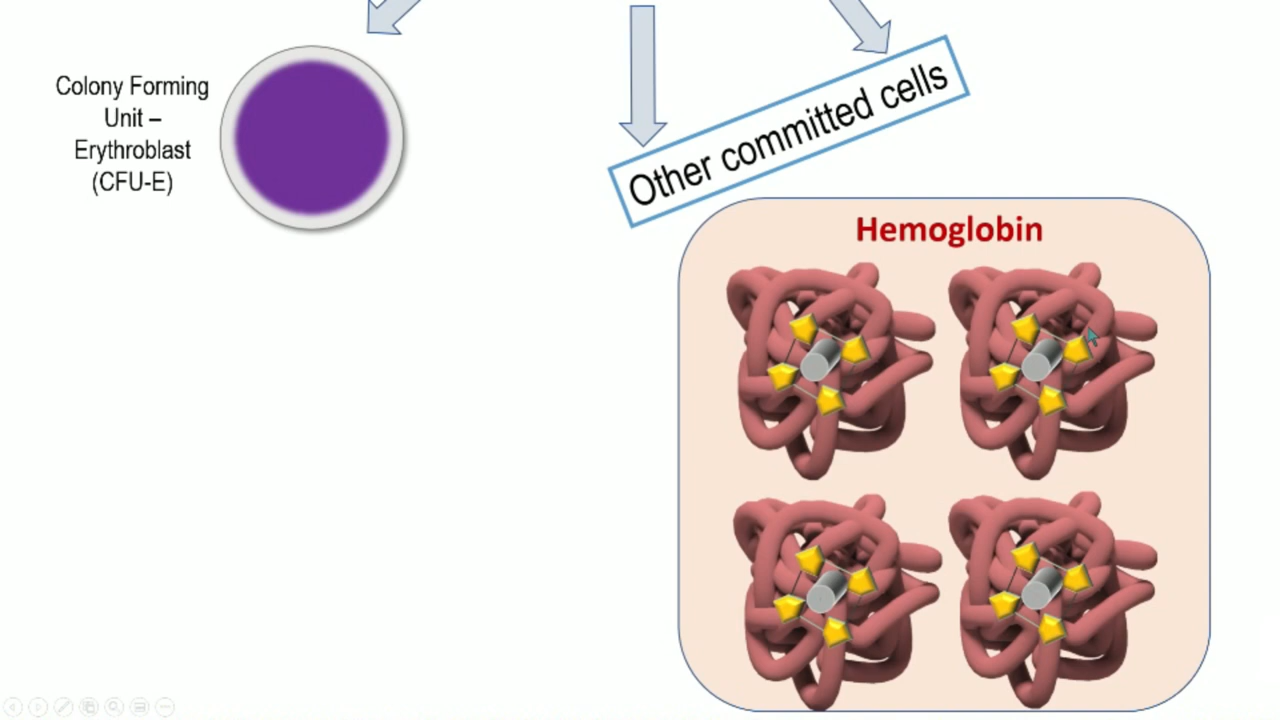 Colony Forming
Unit –
Erythroblast
(CFU-E)
Other committed cells
Hemoglobin